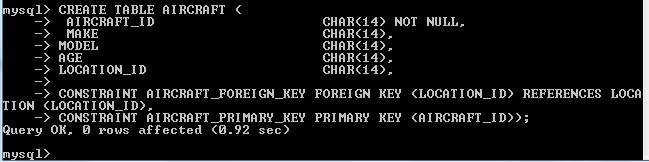 mysql> CREATE TABLE AIRCRAFT (
    -> AIRCRAFT_ID CHAR(14) NOT NULL,
    -> MAKE CHAR(14),
    -> MODEL CHAR(14),
    -> AGE CHAR(14),
    -> LOCATION_ID CHAR(14),
    ->
    -> CONSTRAINT AIRCRAFT_FOREIGN_KEY FOREIGN KEY (LOCATION_ID) REFERENCES LOCA
TION (LOCATION_ID),
    -> CONSTRAINT AIRCRAFT_PRIMARY_KEY PRIMARY KEY (AIRCRAFT_ID));
Query OK, 0 rows affected (0.92 sec)
mysql>